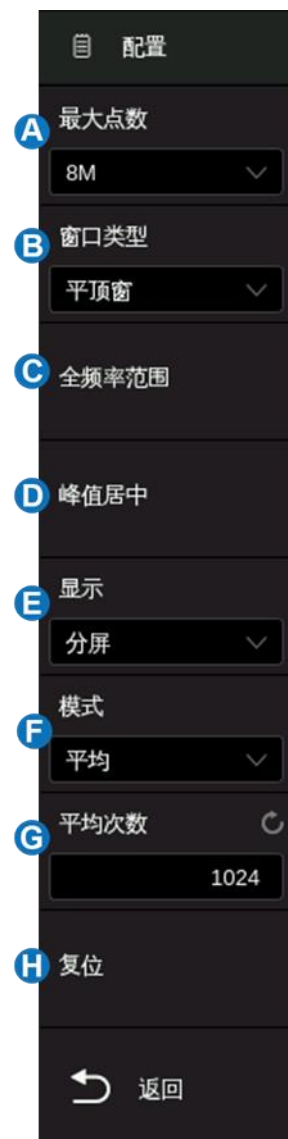 配置
A
最大点数
8M
B
窗口类型
平顶窗
C
全频率范围
D
峰值居中
E
显示
分屏
F
模式
平均
G
平均次数
1024
H
复位
返回